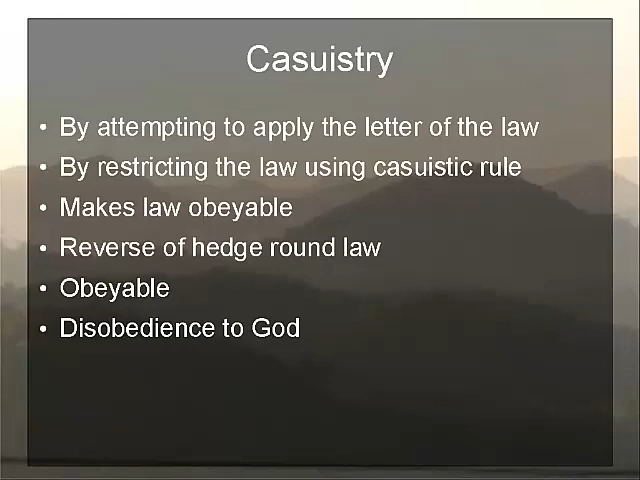 Casuistry
• By attempting to apply the letter of the law
• By restricting the law using casuistic rule
• Makes law obeyable
• Reverse of hedge round law
• Obeyable
• Disobedience to God